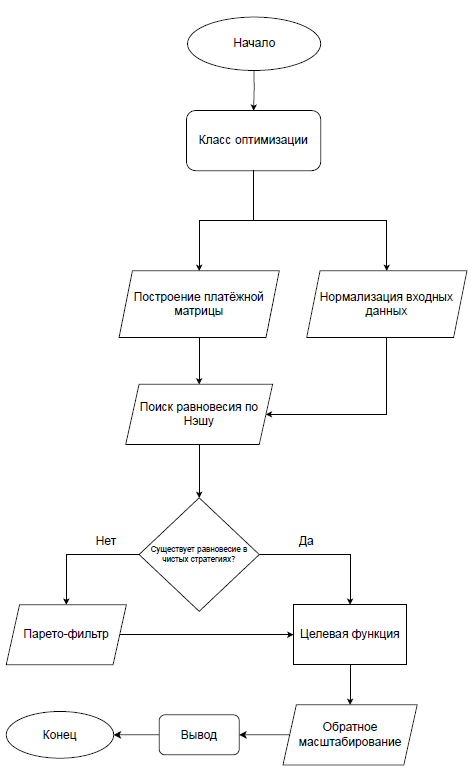 Начало
Класс оптимизации
Построение платёжной
матрицы
Нормализация входных
данных
Поиск равновесия по
Нэшу
Существует равновесие в
чистых стратегиях?
Нет
Да
Парето-фильтр
Целевая функция
Обратное
масштабирование
Вывод
Конец